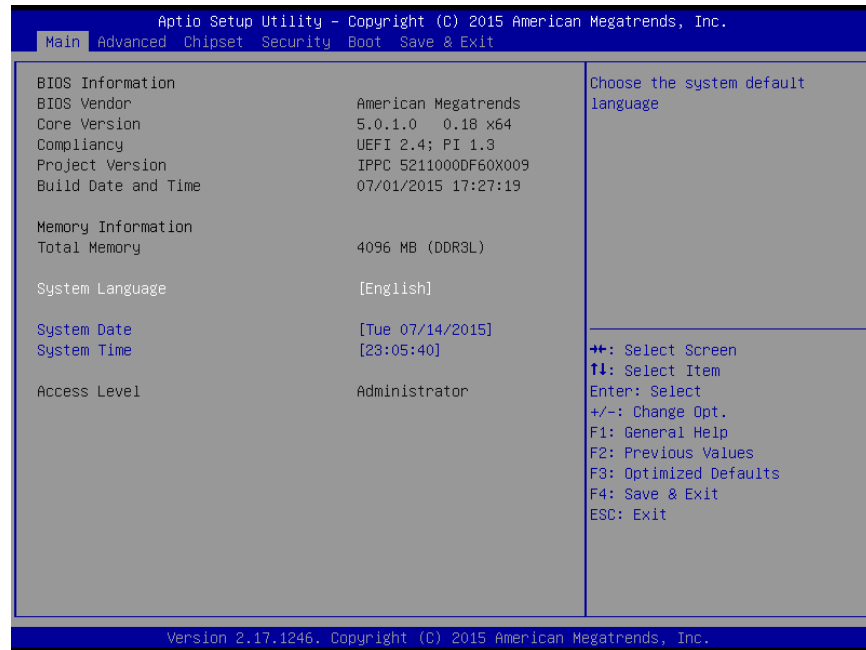 Aptio Setup Utility – Copyright (C) 2015 American Megatrends, Inc.
Main Advanced Chipset Security Boot Save & Exit
BIOS Information
BIOS Vendor American Megatrends
Core Version 5.0.1.0 0.18 x64
Compliancy UEFI 2.4; PI 1.3
Project Version IPPC 5211000DF60X009
Build Date and Time 07/01/2015 17:27:19
Memory Information
Total Memory 4096 MB (DDR3L)
System Language [English]
System Date [Tue 07/14/2015]
System Time [23:05:40]
Access Level Administrator
Choose the system default
language
→←: Select Screen
↑↓: Select Item
Enter: Select
+/-: Change Opt.
F1: General Help
F2: Previous Values
F3: Optimized Defaults
F4: Save & Exit
ESC: Exit
Version 2.17.1246. Copyright (C) 2015 American Megatrends, Inc.